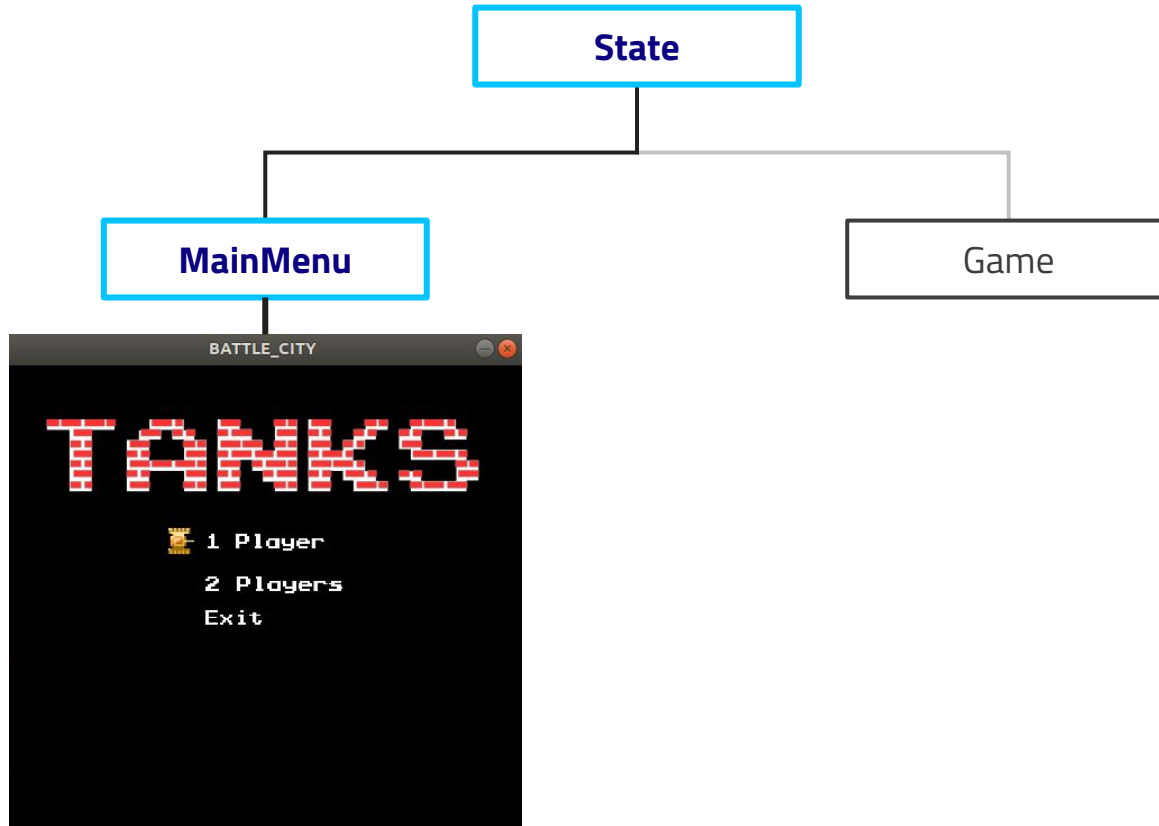 State
MainMenu
Game
BATTLE_CITY
TANKS
1 Player
2 Players
Exit